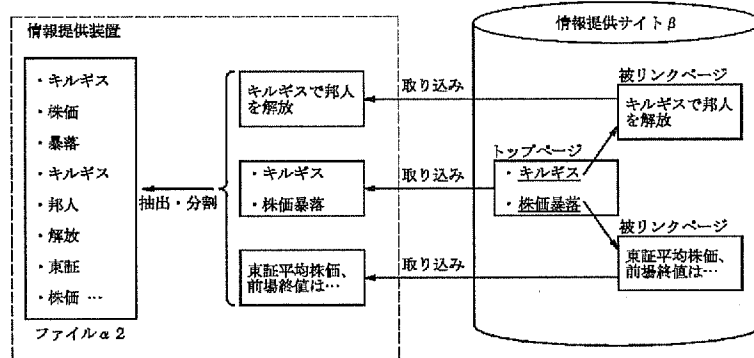 情報提供装置
・キルギス
・株価
・暴落
・キルギス
・邦人
・解放
・東証
・株価 …
ファイルα2
抽出・分割
キルギスで邦人
を解放
・キルギス
・株価暴落
東証平均株価、
前場終値は…
取り込み
取り込み
取り込み
情報提供サイトβ
被リンクページ
キルギスで邦人
を解放
トップページ
・キルギス
・株価暴落
被リンクページ
東証平均株価、
前場終値は…